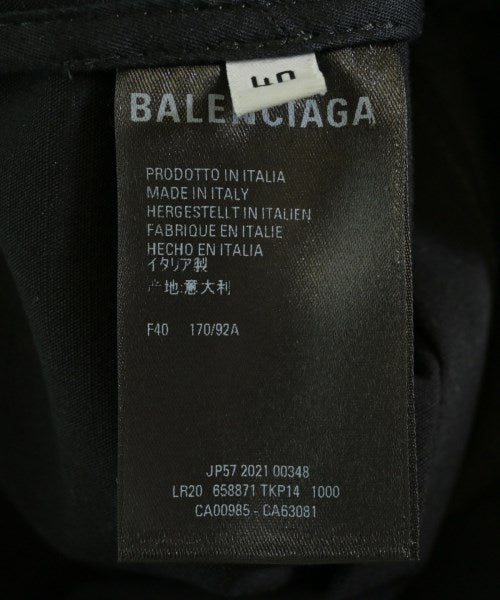 40
BALENCIAGA
PRODOTTO IN ITALIA
MADE IN ITALY
HERGESTELLT IN ITALIEN
FABRIQUE EN ITALIE
HECHO EN ITALIA
イタリア製
产地:意大利
F40 170/92A
JP57 2021 00348
LR20 658871 TKP14 1000
CA00985 - CA63081